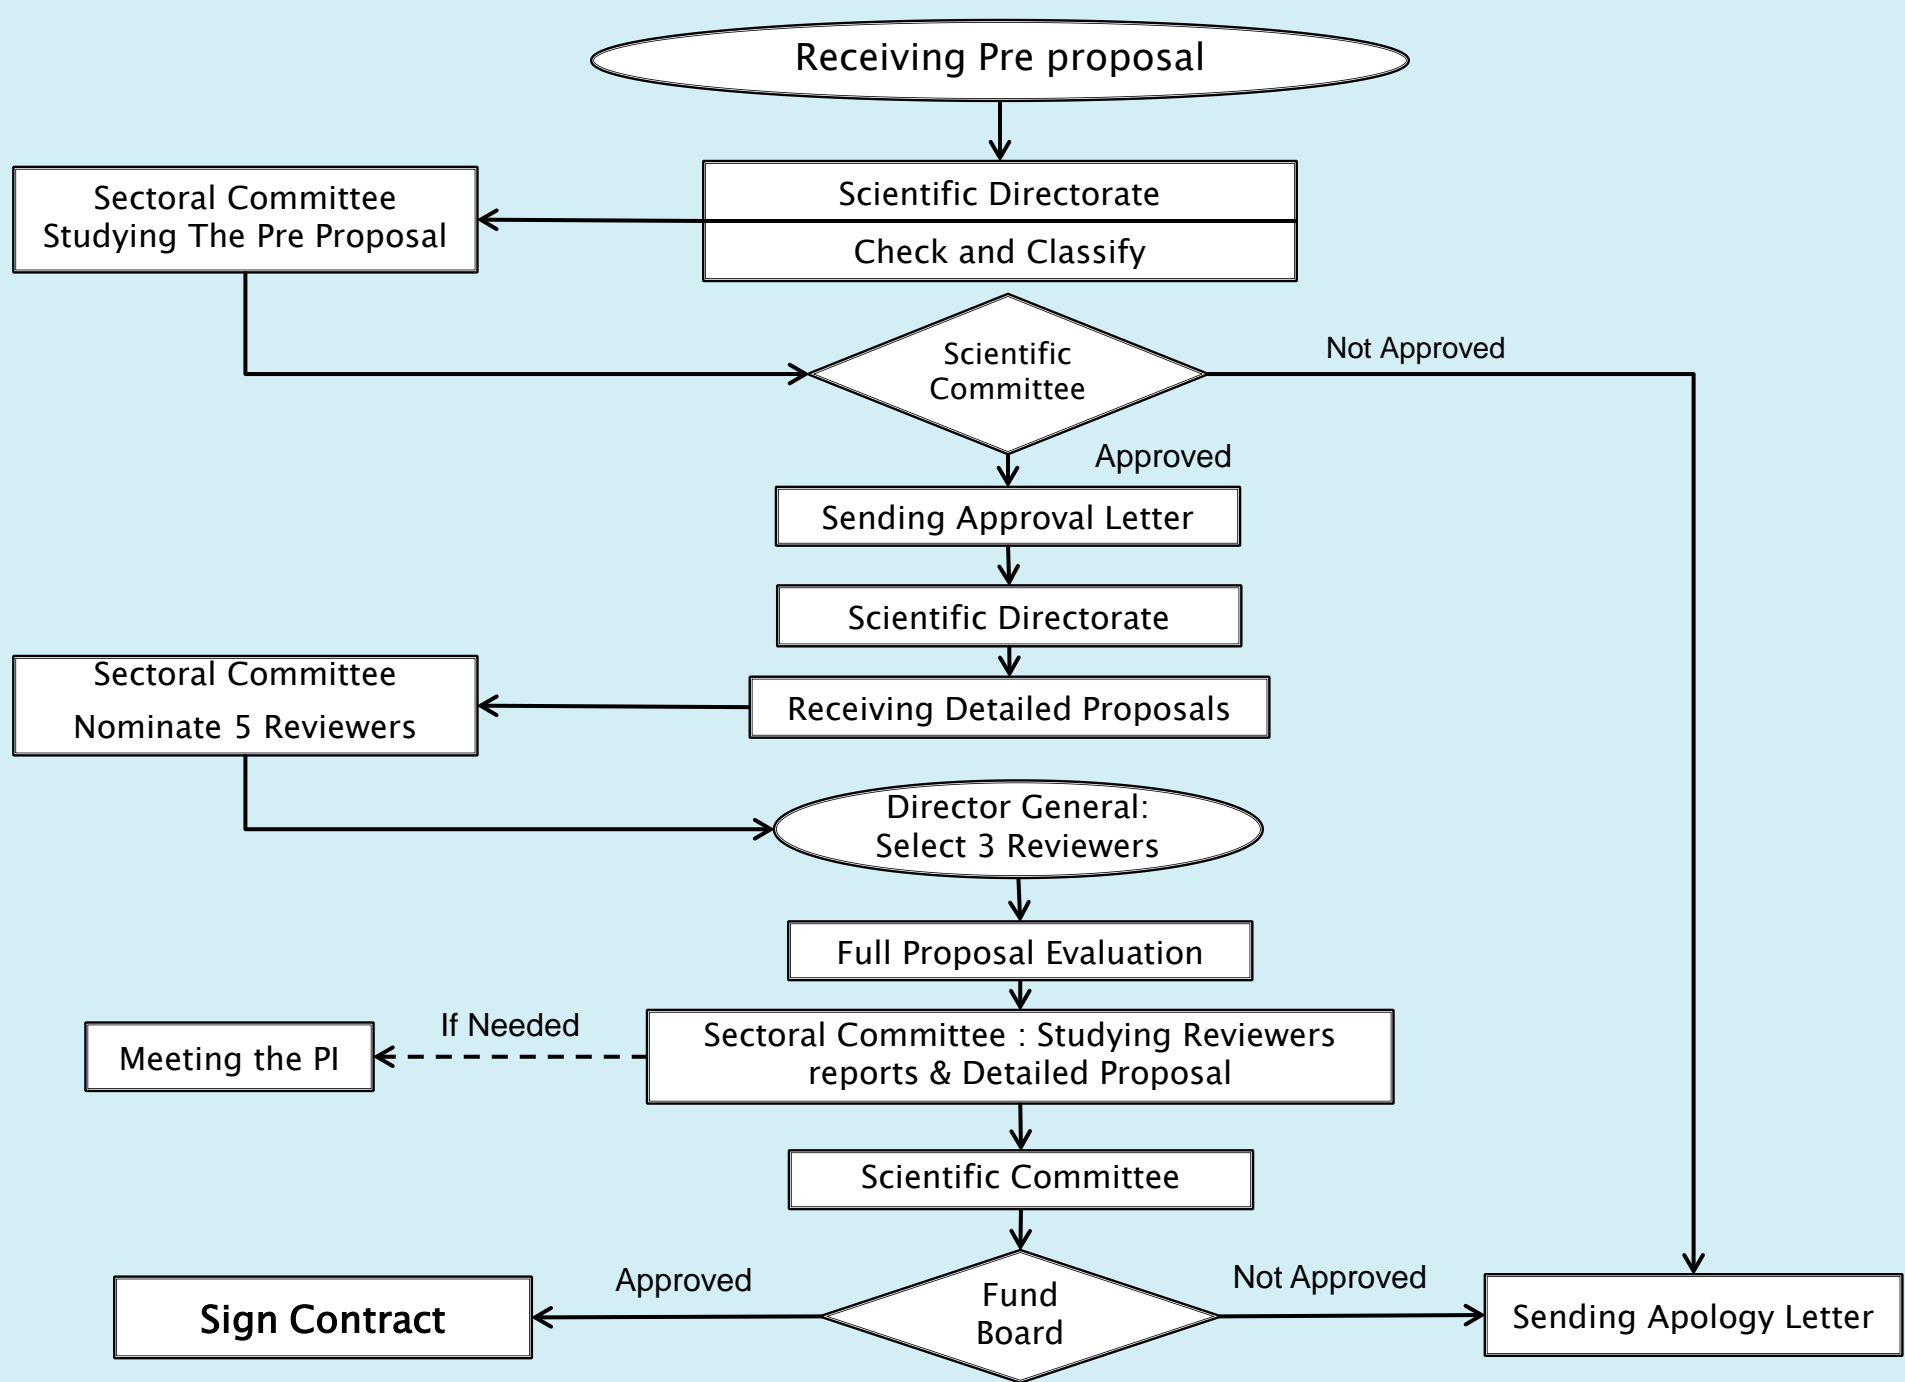 Receiving Pre proposal
Scientific Directorate
Check and Classify
Sectoral Committee
Studying The Pre Proposal
Scientific
Committee
Not Approved
Approved
Sending Approval Letter
Scientific Directorate
Receiving Detailed Proposals
Sectoral Committee
Nominate 5 Reviewers
Director General:
Select 3 Reviewers
Full Proposal Evaluation
Sectoral Committee : Studying Reviewers
reports & Detailed Proposal
If Needed
Meeting the PI
Scientific Committee
Fund
Board
Approved
Sign Contract
Not Approved
Sending Apology Letter